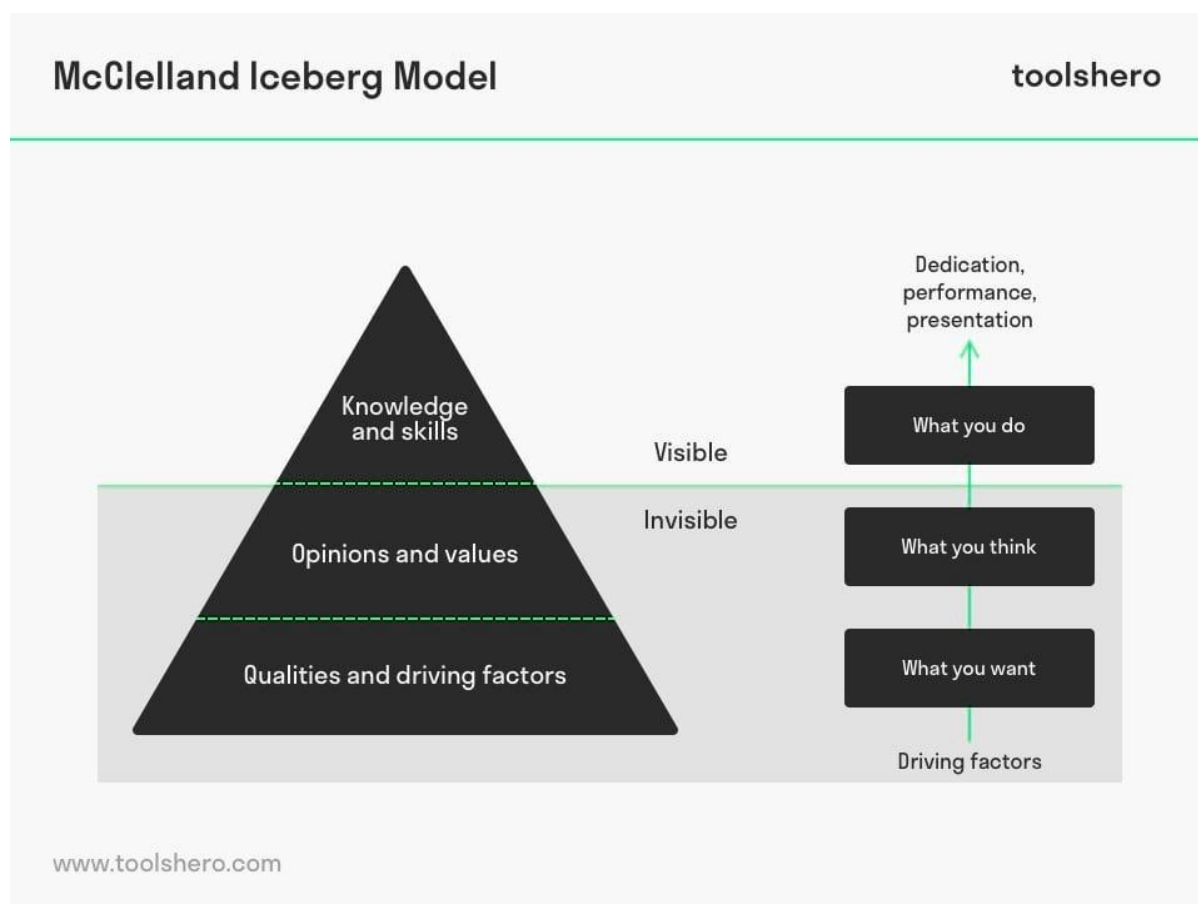 McClelland Iceberg Model
toolshero
Dedication,
performance,
presentation
Knowledge
and skills
What you do
Visible
Invisible
Opinions and values
What you think
Qualities and driving factors
What you want
Driving factors
www.toolshero.com